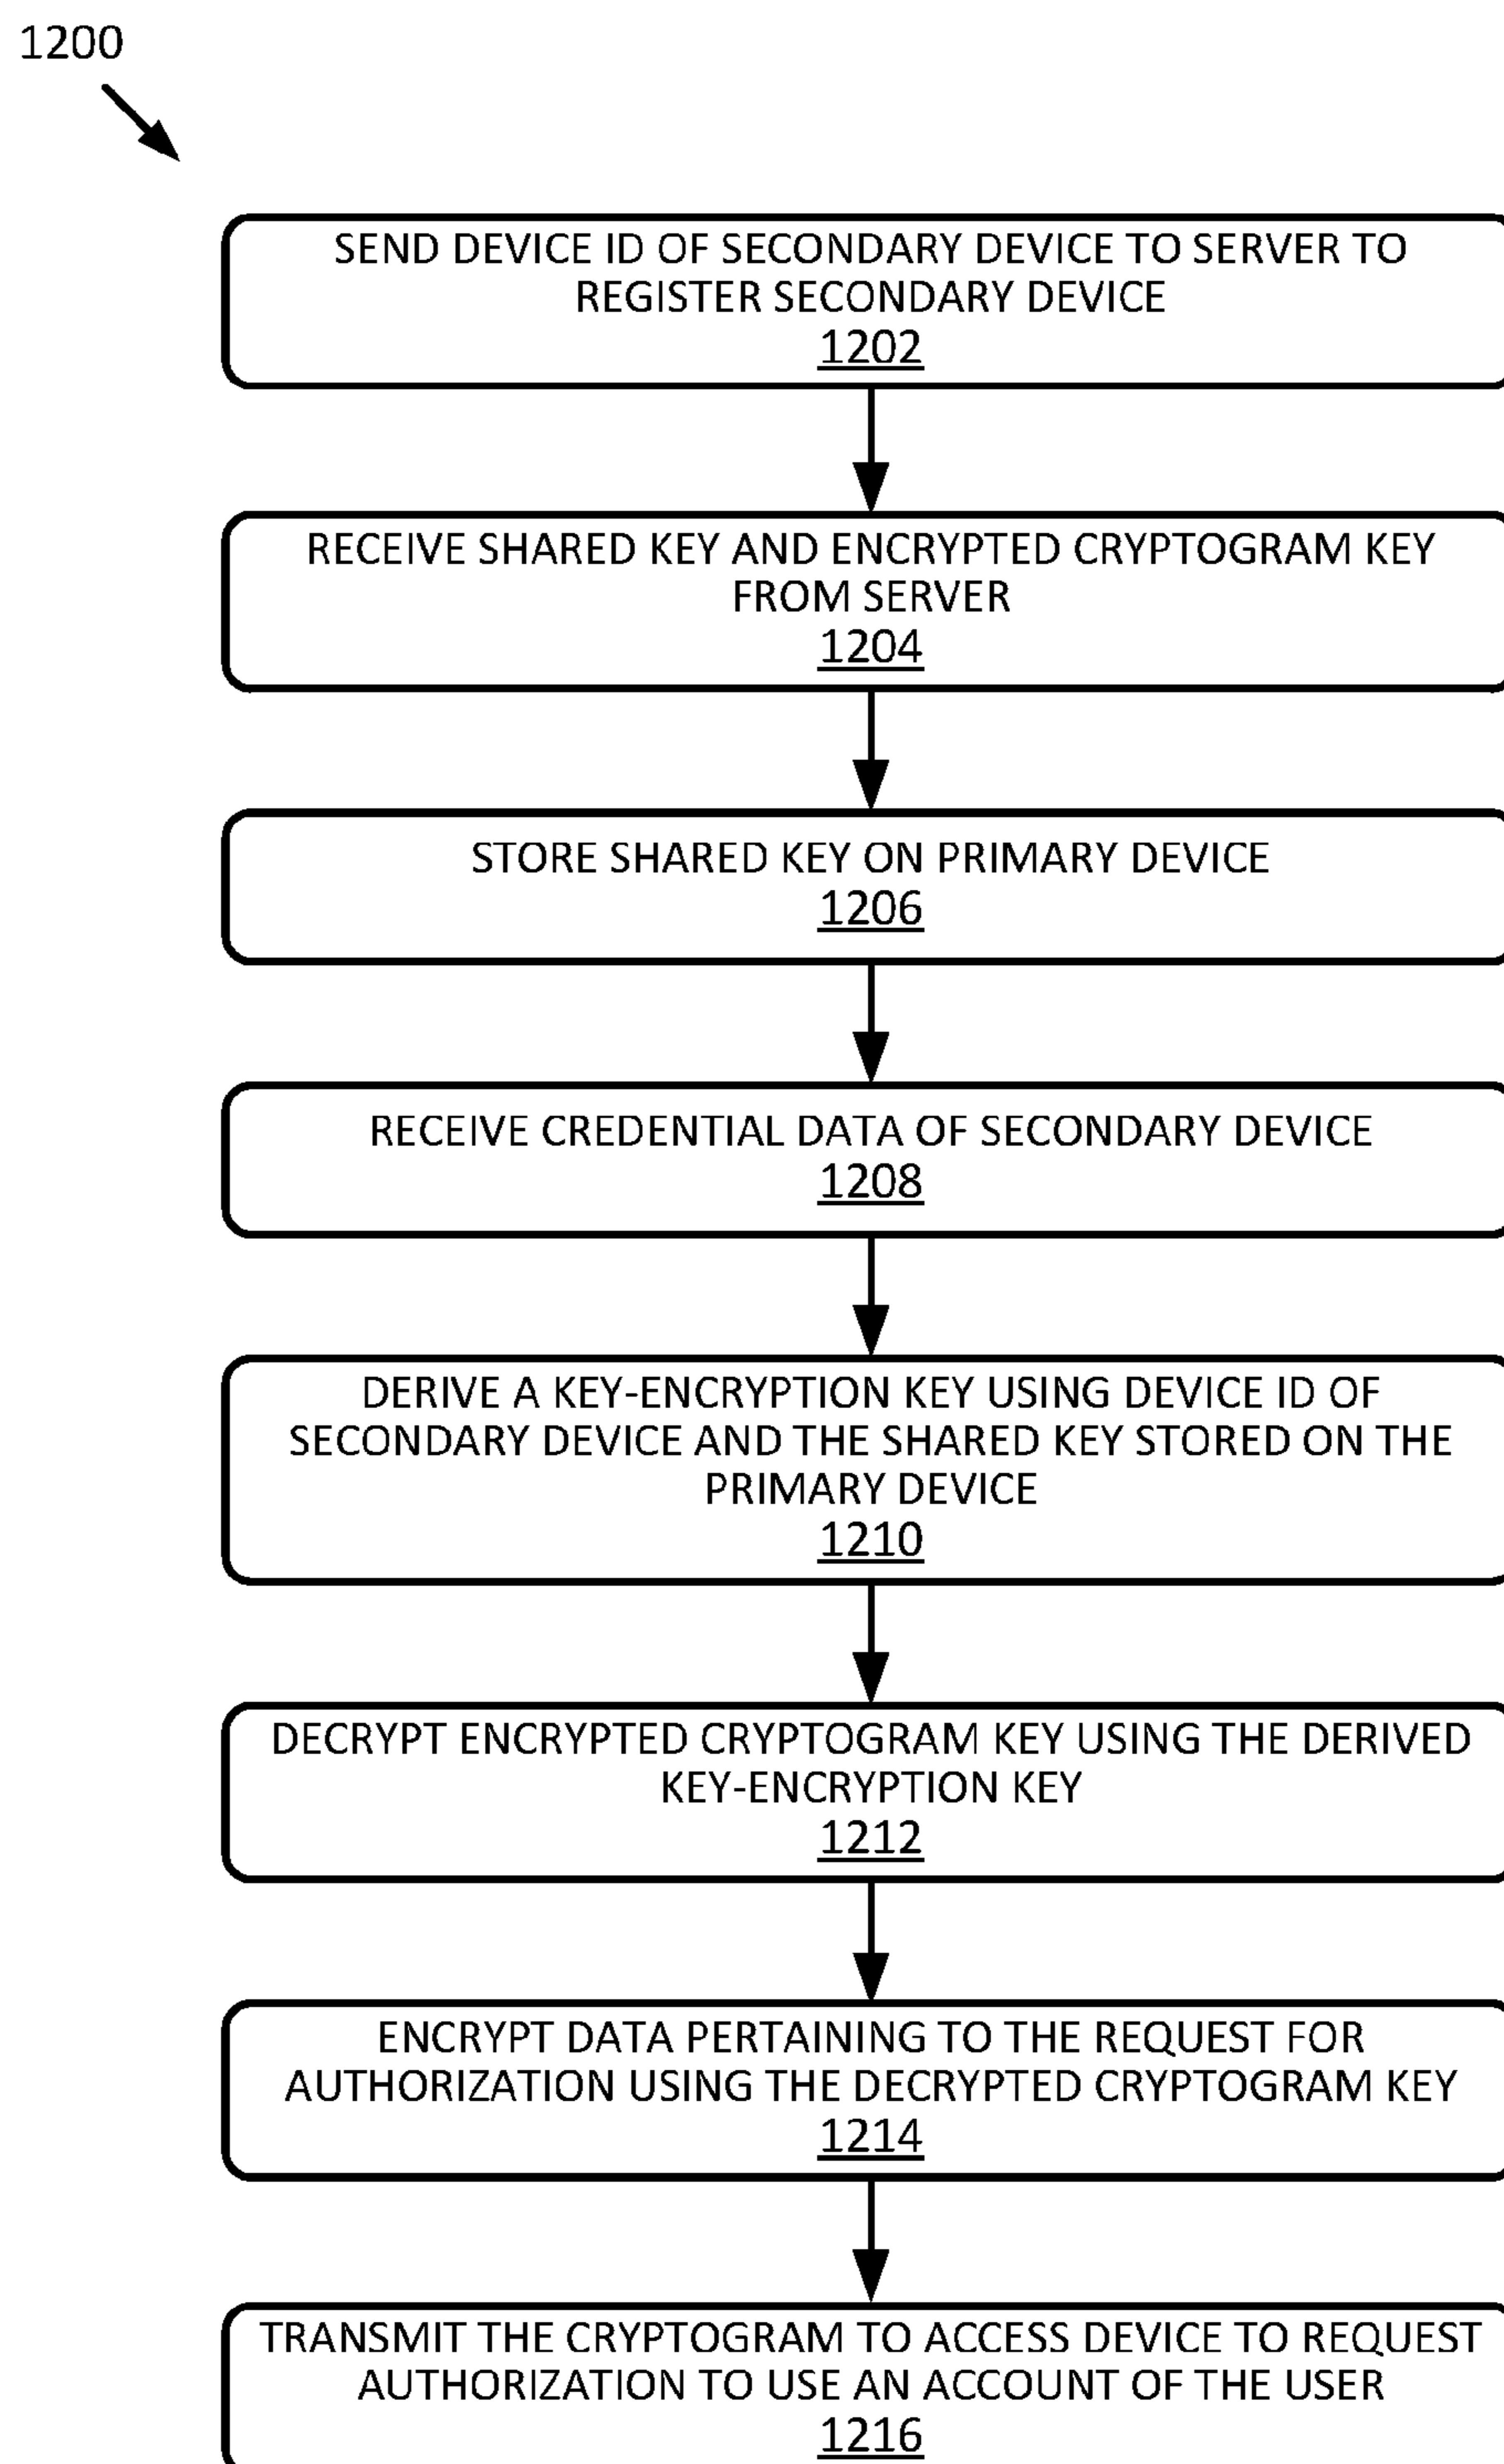 1200
SEND DEVICE ID OF SECONDARY DEVICE TO SERVER TO
REGISTER SECONDARY DEVICE
1202
RECEIVE SHARED KEY AND ENCRYPTED CRYPTOGRAM KEY
FROM SERVER
1204
STORE SHARED KEY ON PRIMARY DEVICE
1206
RECEIVE CREDENTIAL DATA OF SECONDARY DEVICE
1208
DERIVE A KEY-ENCRYPTION KEY USING DEVICE ID OF
SECONDARY DEVICE AND THE SHARED KEY STORED ON THE
PRIMARY DEVICE
1210
DECRYPT ENCRYPTED CRYPTOGRAM KEY USING THE DERIVED
KEY-ENCRYPTION KEY
1212
ENCRYPT DATA PERTAINING TO THE REQUEST FOR
AUTHORIZATION USING THE DECRYPTED CRYPTOGRAM KEY
1214
TRANSMIT THE CRYPTOGRAM TO ACCESS DEVICE TO REQUEST
AUTHORIZATION TO USE AN ACCOUNT OF THE USER
1216